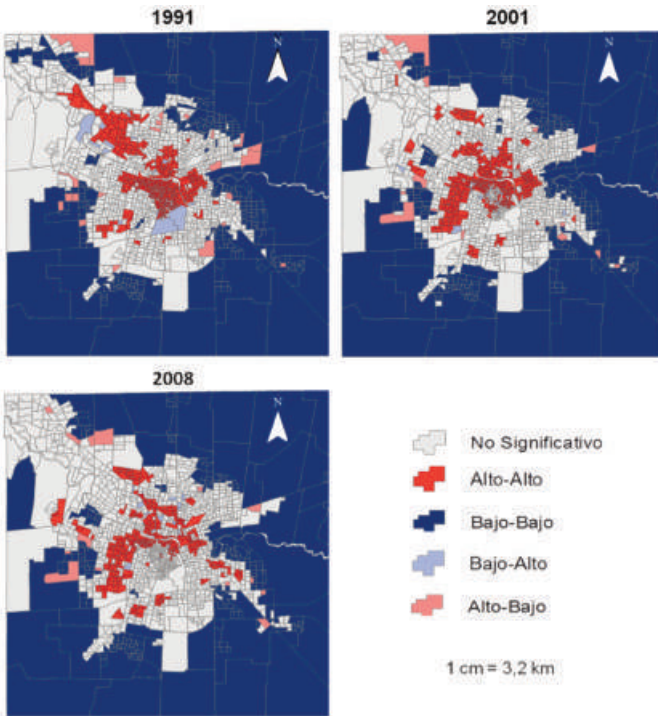 1991
2001
N
N
2008
N
No Significativo
Alto-Alto
Bajo-Bajo
Bajo-Alto
Alto-Bajo
1 cm = 3,2 km